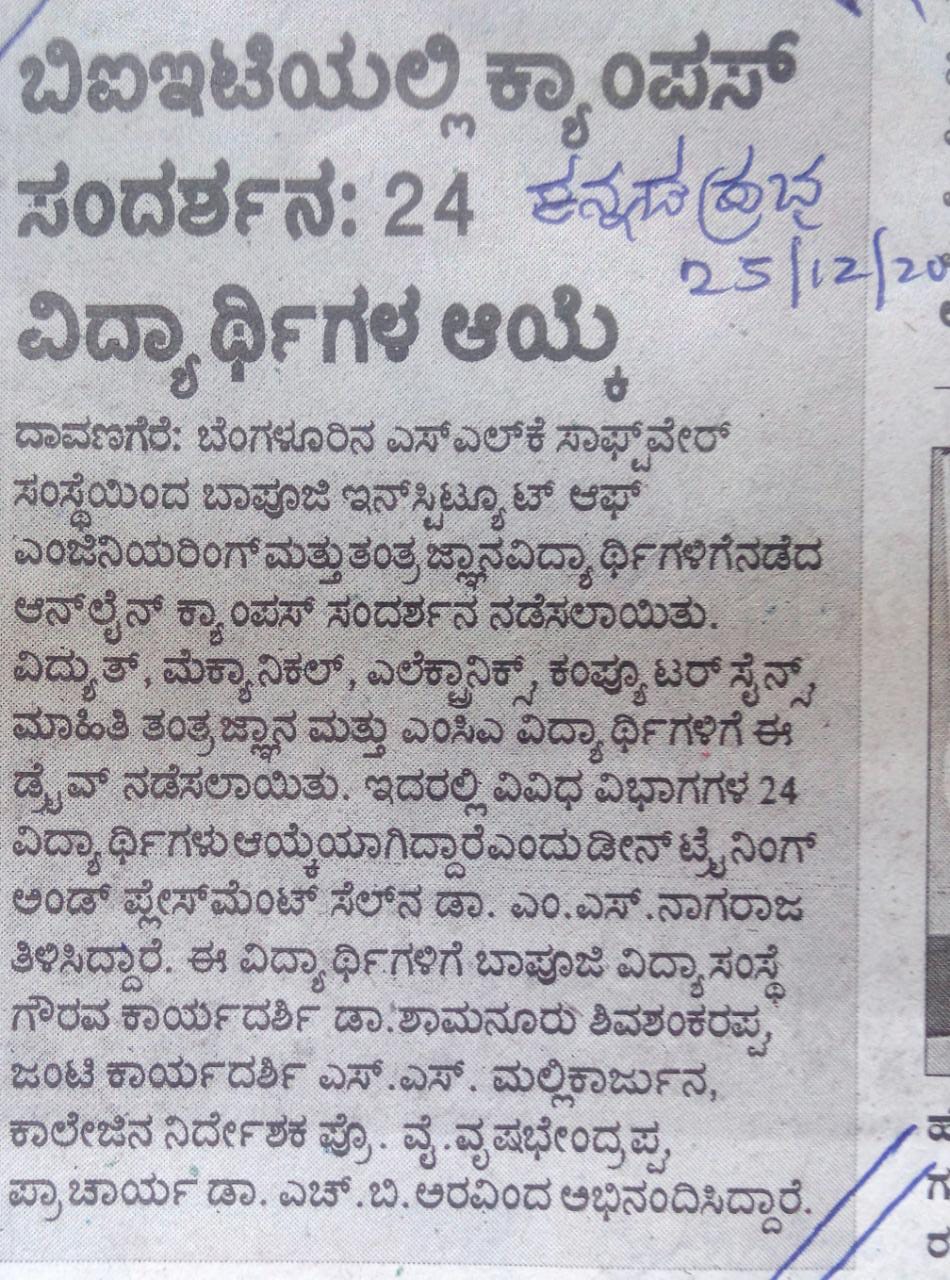 ಬಿಐಇಟಿಯಲ್ಲಿ ಕ್ಯಾಂಪಸ್
ಸಂದರ್ಶನ: 24
ಕನ್ನಡ ಪ್ರಭ
25/12/20
ವಿದ್ಯಾರ್ಥಿಗಳ ಆಯ್ಕೆ
ದಾವಣಗೆರೆ: ಬೆಂಗಳೂರಿನ ಎಸ್‌ಎಲ್‌ಕೆ ಸಾಫ್ಟ್‌ವೇರ್
ಸಂಸ್ಥೆಯಿಂದ ಬಾಪೂಜಿ ಇನ್‌ಸ್ಟಿಟ್ಯೂಟ್ ಆಫ್
ಎಂಜಿನಿಯರಿಂಗ್ ಮತ್ತು ತಂತ್ರಜ್ಞಾನ ವಿದ್ಯಾರ್ಥಿಗಳಿಗೆ ನಡೆದ
ಆನ್‌ಲೈನ್ ಕ್ಯಾಂಪಸ್ ಸಂದರ್ಶನ ನಡೆಸಲಾಯಿತು.
ವಿದ್ಯುತ್, ಮೆಕ್ಯಾನಿಕಲ್, ಎಲೆಕ್ಟ್ರಾನಿಕ್ಸ್, ಕಂಪ್ಯೂಟರ್ ಸೈನ್ಸ್,
ಮಾಹಿತಿ ತಂತ್ರಜ್ಞಾನ ಮತ್ತು ಎಂಸಿಎ ವಿದ್ಯಾರ್ಥಿಗಳಿಗೆ ಈ
ಡ್ರೈವ್ ನಡೆಸಲಾಯಿತು. ಇದರಲ್ಲಿ ವಿವಿಧ ವಿಭಾಗಗಳ 24
ವಿದ್ಯಾರ್ಥಿಗಳು ಆಯ್ಕೆಯಾಗಿದ್ದಾರೆ ಎಂದು ಡೀನ್ ಟ್ರೈನಿಂಗ್
ಅಂಡ್ ಪ್ಲೇಸ್‌ಮೆಂಟ್ ಸೆಲ್‌ನ ಡಾ. ಎಂ.ಎಸ್.ನಾಗರಾಜ
ತಿಳಿಸಿದ್ದಾರೆ. ಈ ವಿದ್ಯಾರ್ಥಿಗಳಿಗೆ ಬಾಪೂಜಿ ವಿದ್ಯಾಸಂಸ್ಥೆ
ಗೌರವ ಕಾರ್ಯದರ್ಶಿ ಡಾ.ಶಾಮನೂರು ಶಿವಶಂಕರಪ್ಪ,
ಜಂಟಿ ಕಾರ್ಯದರ್ಶಿ ಎಸ್.ಎಸ್. ಮಲ್ಲಿಕಾರ್ಜುನ,
ಕಾಲೇಜಿನ ನಿರ್ದೇಶಕ ಪ್ರೊ. ವೈ.ವೃಷಭೇಂದ್ರಪ್ಪ,
ಪ್ರಾಚಾರ್ಯ ಡಾ. ಎಚ್.ಬಿ.ಅರವಿಂದ ಅಭಿನಂದಿಸಿದ್ದಾರೆ.